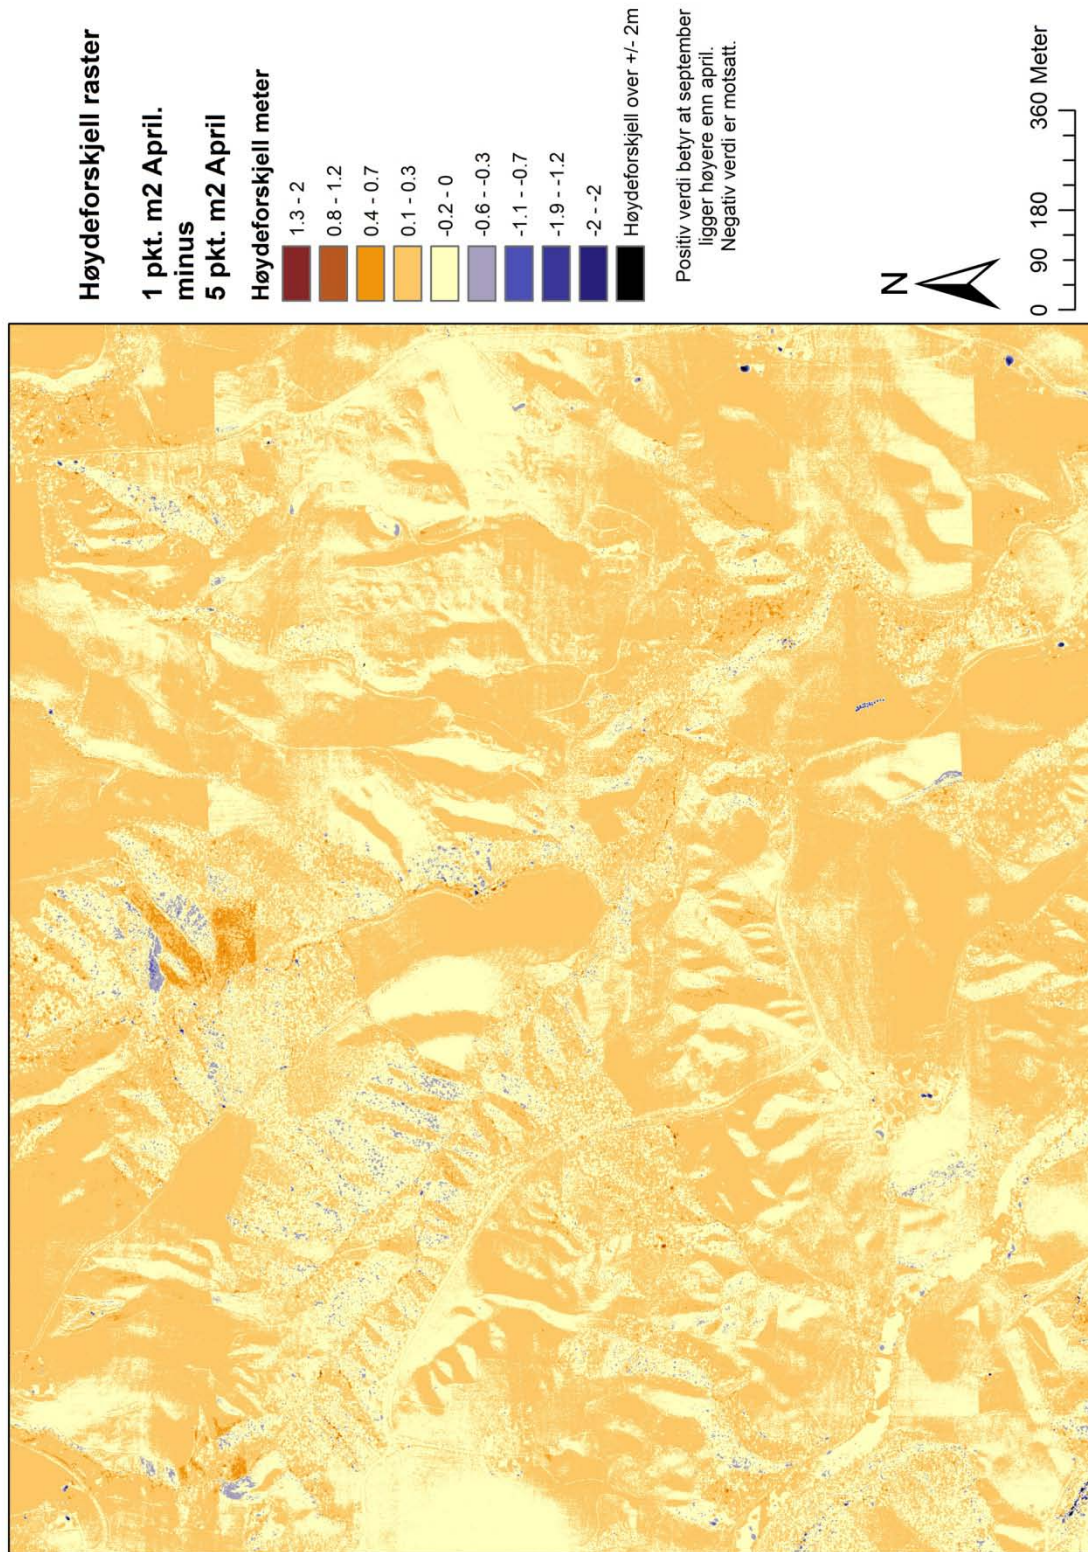 Høydeforskjell raster
1 pkt. m2 April.
minus
5 pkt. m2 April
Høydeforskjell meter
1.3 - 2
0.8 - 1.2
0.4 - 0.7
0.1 - 0.3
-0.2 - 0
-0.6 - -0.3
-1.1 - -0.7
-1.9 - -1.2
-2 - -2
Høydeforskjell over +/- 2m
Positiv verdi betyr at september
ligger høyere enn april.
Negativ verdi er motsatt.
N
0 90 180 360 Meter